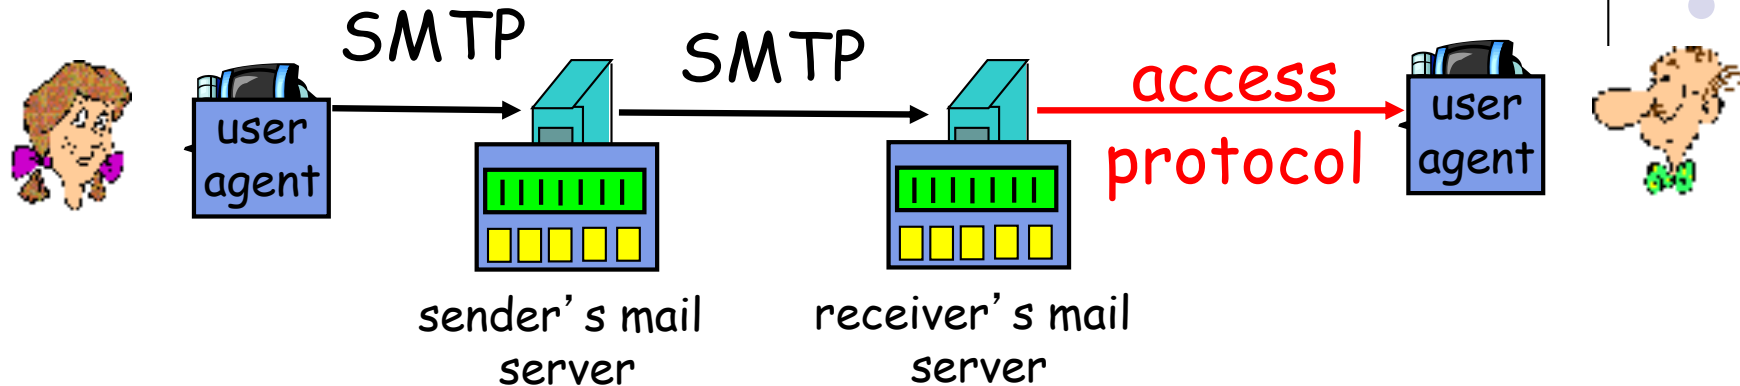 SMTP
SMTP
access
protocol
user
agent
user
agent
sender's mail
server
receiver's mail
server